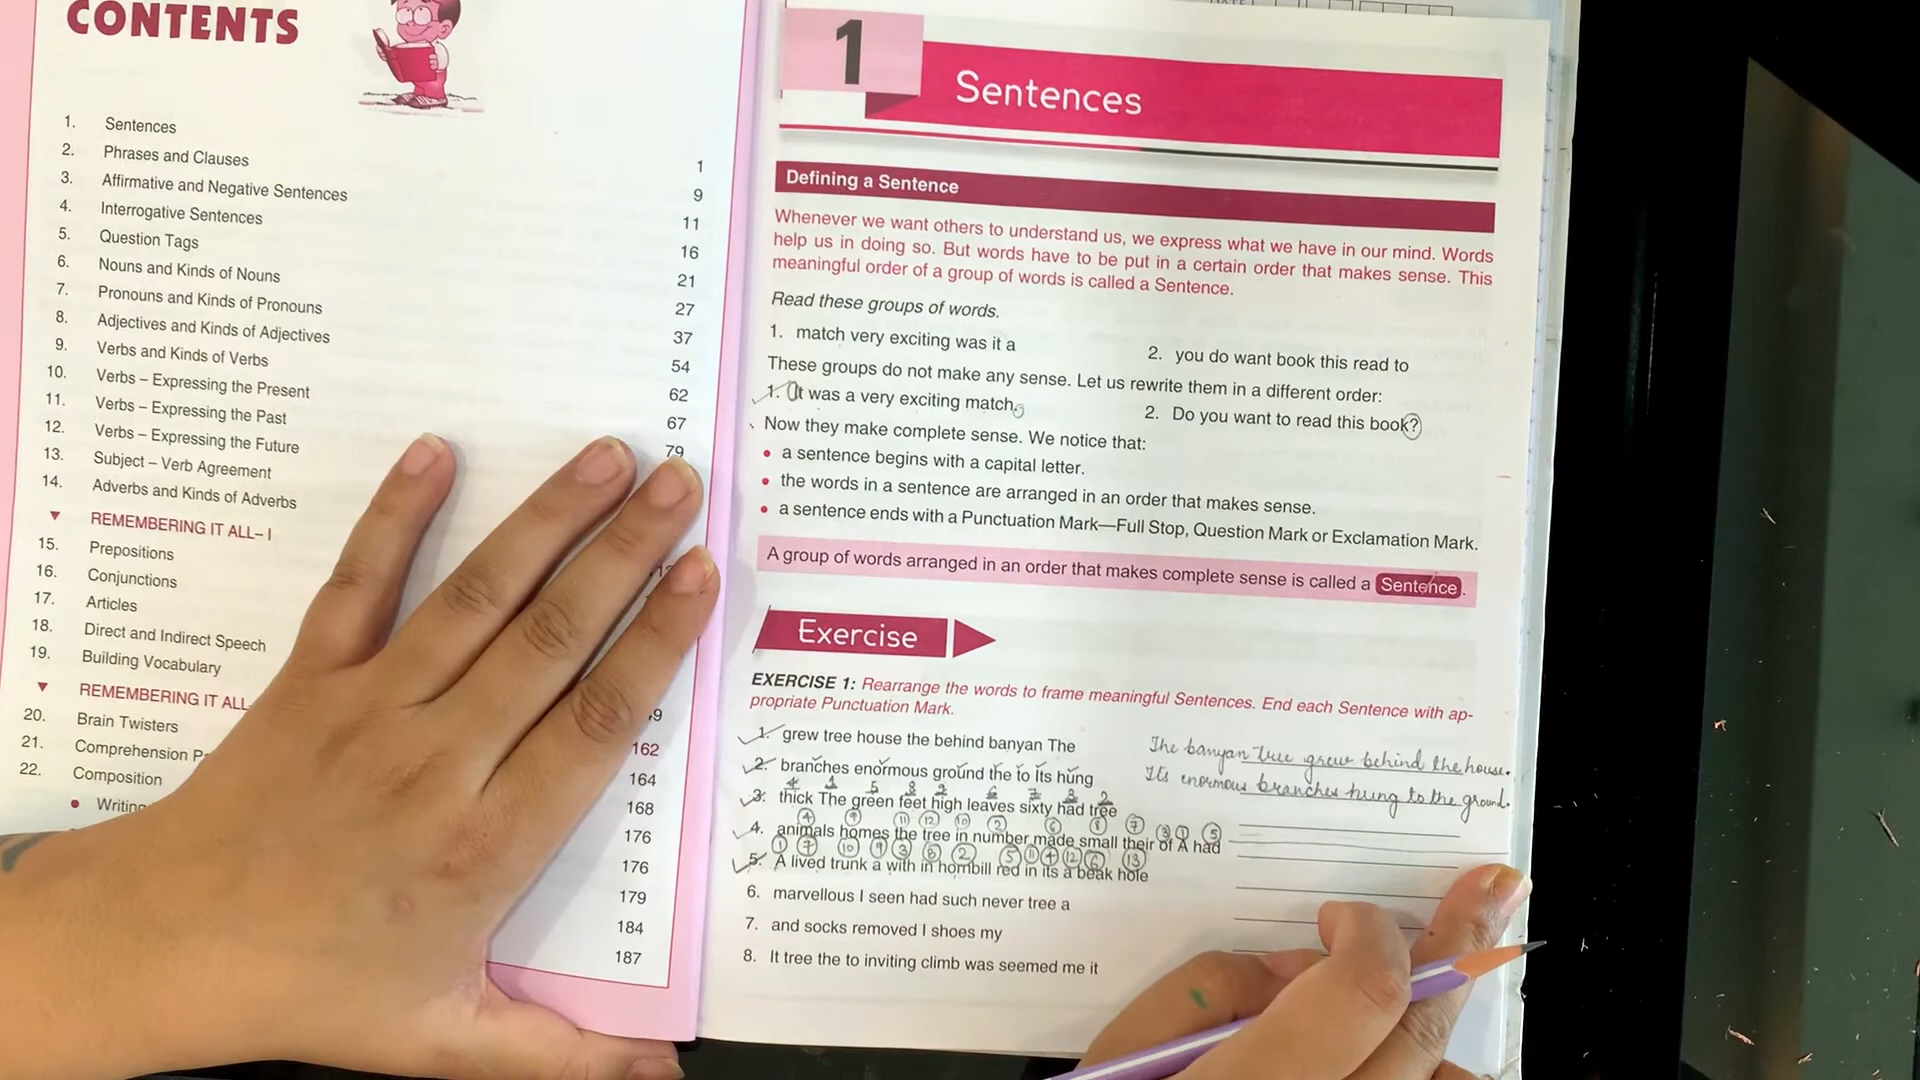 CONTENTS
1. Sentences 1
2. Phrases and Clauses 9
3. Affirmative and Negative Sentences 11
4. Interrogative Sentences 16
5. Question Tags 21
6. Nouns and Kinds of Nouns 27
7. Pronouns and Kinds of Pronouns 37
8. Adjectives and Kinds of Adjectives 54
9. Verbs and Kinds of Verbs 62
10. Verbs – Expressing the Present 67
11. Verbs – Expressing the Past 79
12. Verbs – Expressing the Future
13. Subject – Verb Agreement
14. Adverbs and Kinds of Adverbs
▼ REMEMBERING IT ALL– I
15. Prepositions
16. Conjunctions
17. Articles
18. Direct and Indirect Speech
19. Building Vocabulary
▼ REMEMBERING IT ALL
20. Brain Twisters
21. Comprehension
22. Composition
• Writing
162
164
168
176
176
179
184
187
1
Sentences
Defining a Sentence
Whenever we want others to understand us, we express what we have in our mind. Words
help us in doing so. But words have to be put in a certain order that makes sense. This
meaningful order of a group of words is called a Sentence.
Read these groups of words.
1. match very exciting was it a 2. you do want book this read to
These groups do not make any sense. Let us rewrite them in a different order:
1. It was a very exciting match. 2. Do you want to read this book?
Now they make complete sense. We notice that:
• a sentence begins with a capital letter.
• the words in a sentence are arranged in an order that makes sense.
• a sentence ends with a Punctuation Mark—Full Stop, Question Mark or Exclamation Mark.
A group of words arranged in an order that makes complete sense is called a Sentence.
Exercise
EXERCISE 1: Rearrange the words to frame meaningful Sentences. End each Sentence with ap-
propriate Punctuation Mark.
1. grew tree house the behind banyan The The banyan tree grew behind the house.
2. branches enormous ground the to Its hung Its enormous branches hung to the ground.
3. thick The green feet high leaves sixty had tree
4. animals homes the tree in number made small their of A had
5. A lived trunk a with in hornbill red in its a beak hole
6. marvellous I seen had such never tree a
7. and socks removed I shoes my
8. It tree the to inviting climb was seemed me it